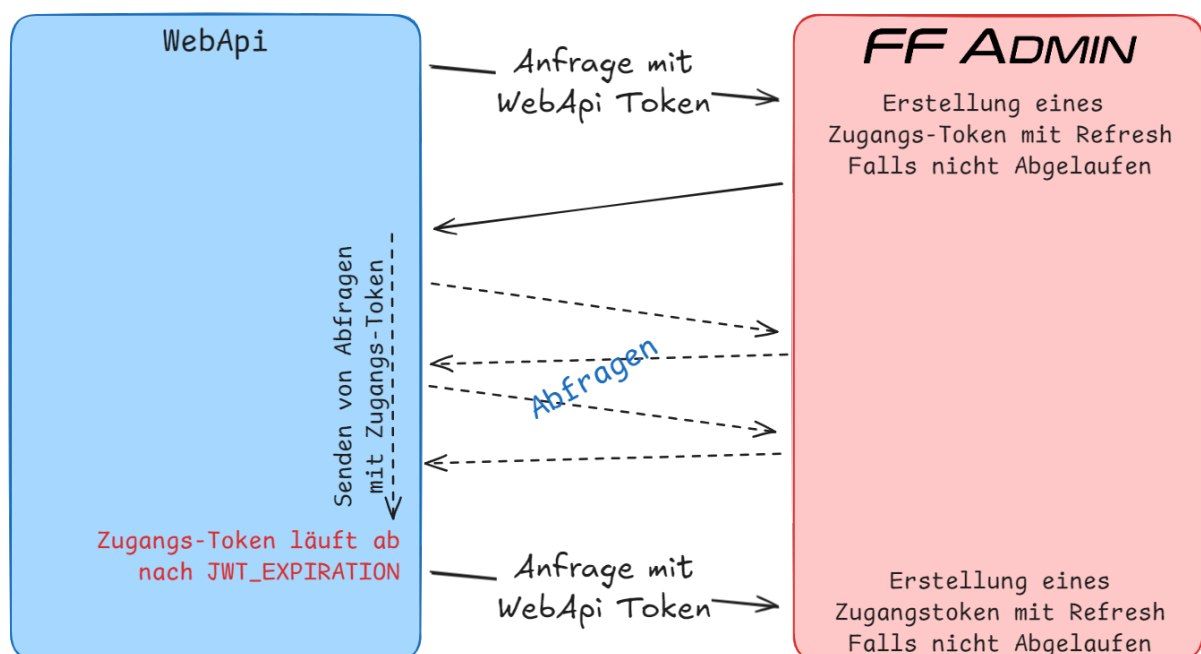 WebApi
FF ADMIN
Anfrage mit
WebApi Token
Erstellung eines
Zugangs-Token mit Refresh
Falls nicht Abgelaufen
Senden von Abfragen
mit Zugangs-Token
Abfragen
Zugangs-Token läuft ab
nach JWT_EXPIRATION
Anfrage mit
WebApi Token
Erstellung eines
Zugangstoken mit Refresh
Falls nicht Abgelaufen